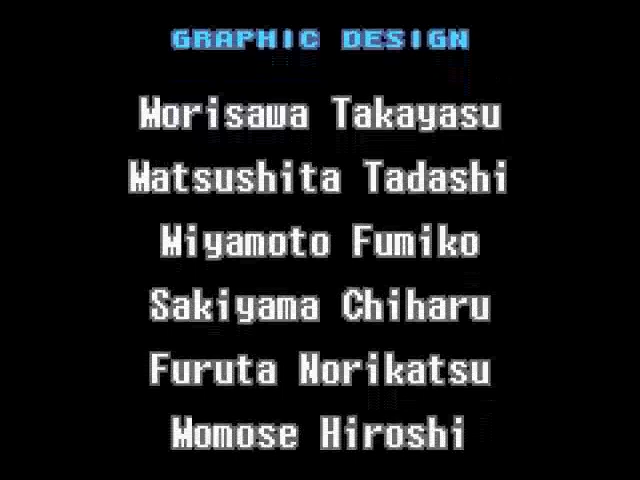 GRAPHIC DESIGN
Morisawa Takayasu
Matsushita Tadashi
Miyamoto Fumiko
Sakiyama Chiharu
Furuta Norikatsu
Momose Hiroshi